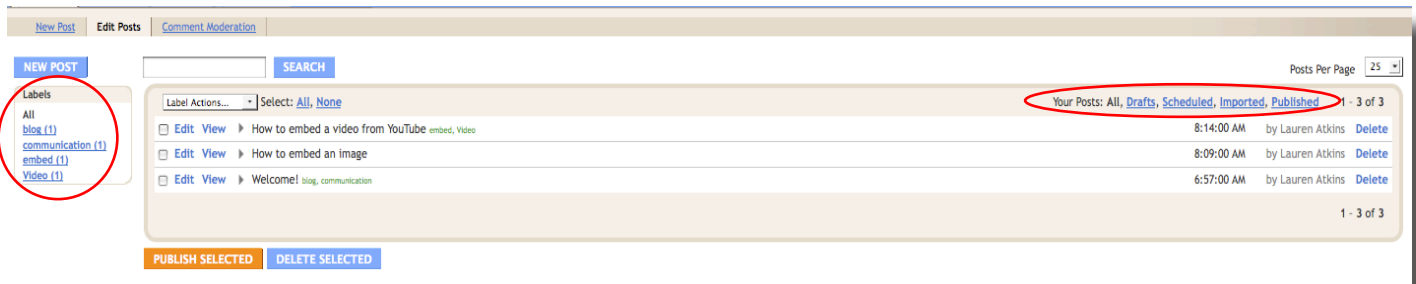 New Post Edit Posts Comment Moderation
NEW POST SEARCH Posts Per Page 25
Labels
All
blog (1)
communication (1)
embed (1)
Video (1)
Label Actions... Select: All, None Your Posts: All, Drafts, Scheduled, Imported, Published 1 - 3 of 3
Edit View How to embed a video from YouTube embed, Video 8:14:00 AM by Lauren Atkins Delete
Edit View How to embed an image 8:09:00 AM by Lauren Atkins Delete
Edit View Welcome! blog, communication 6:57:00 AM by Lauren Atkins Delete
1 - 3 of 3
PUBLISH SELECTED DELETE SELECTED